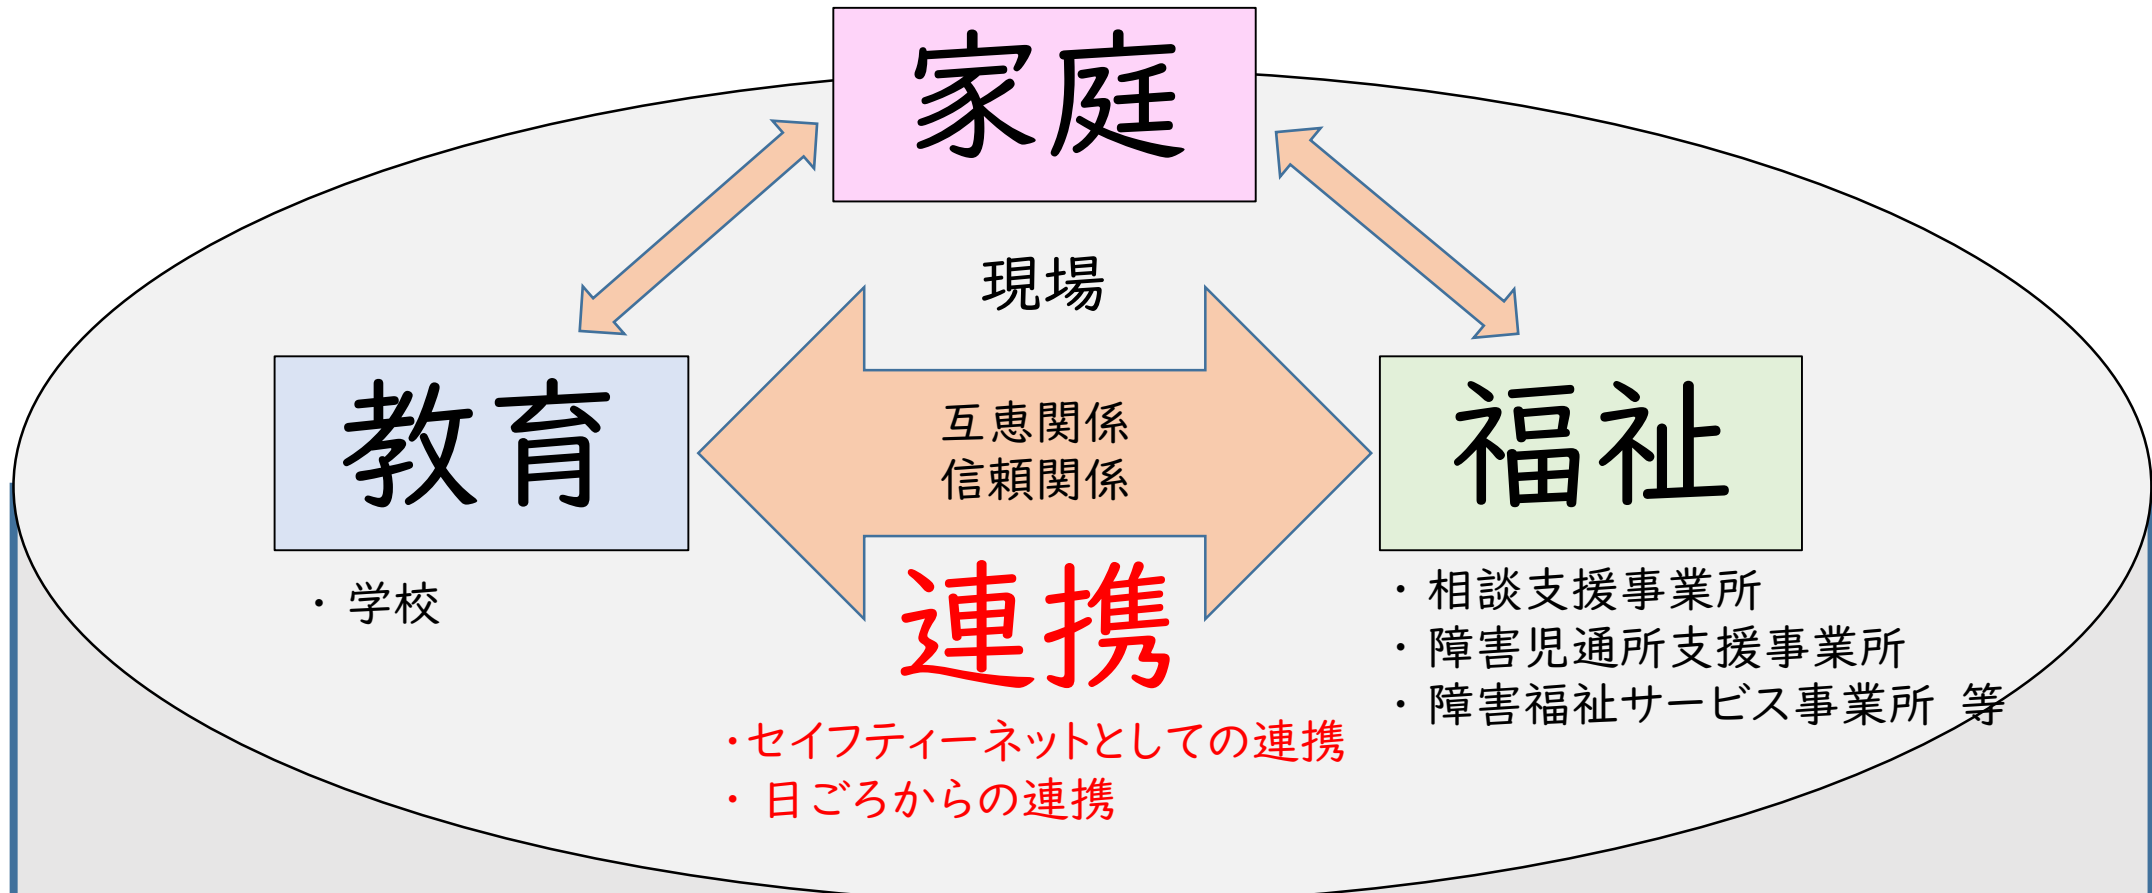 家庭
現場
教育
互恵関係
信頼関係
福祉
・学校
連携
・相談支援事業所
・障害児通所支援事業所
・障害福祉サービス事業所 等
・セイフティーネットとしての連携
・日ごろからの連携